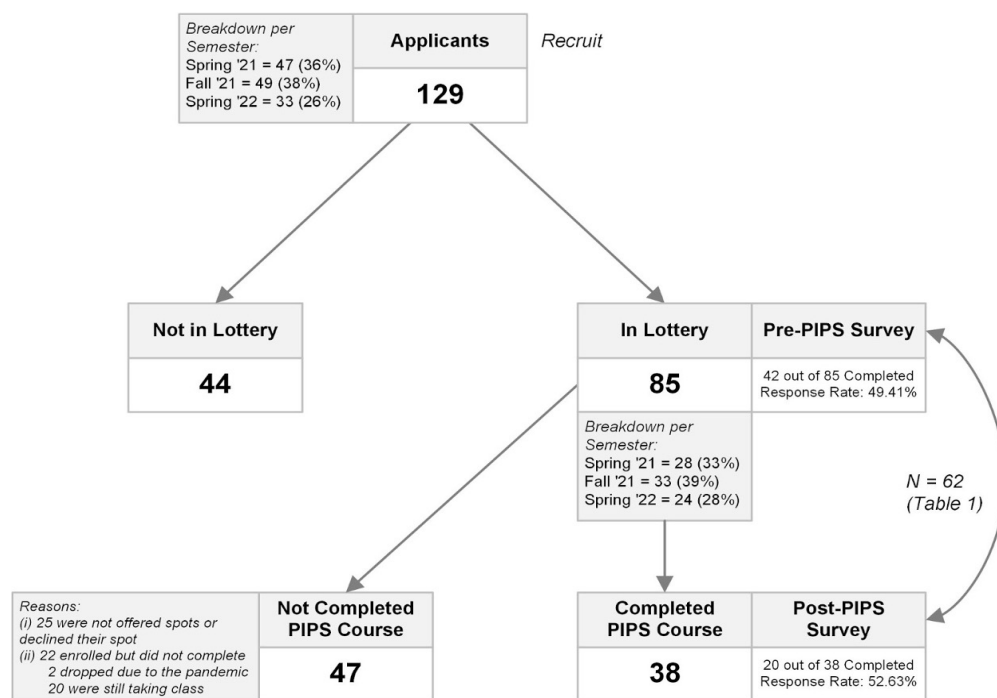 Breakdown per
Semester:
Spring '21 = 47 (36%)
Fall '21 = 49 (38%)
Spring '22 = 33 (26%)
Applicants
129
Recruit
Not in Lottery
44
In Lottery
85
Pre-PIPS Survey
42 out of 85 Completed
Response Rate: 49.41%
Breakdown per
Semester:
Spring '21 = 28 (33%)
Fall '21 = 33 (39%)
Spring '22 = 24 (28%)
N = 62
(Table 1)
Reasons:
(i) 25 were not offered spots or
declined their spot
(ii) 22 enrolled but did not complete
2 dropped due to the pandemic
20 were still taking class
Not Completed
PIPS Course
47
Completed
PIPS Course
38
Post-PIPS
Survey
20 out of 38 Completed
Response Rate: 52.63%